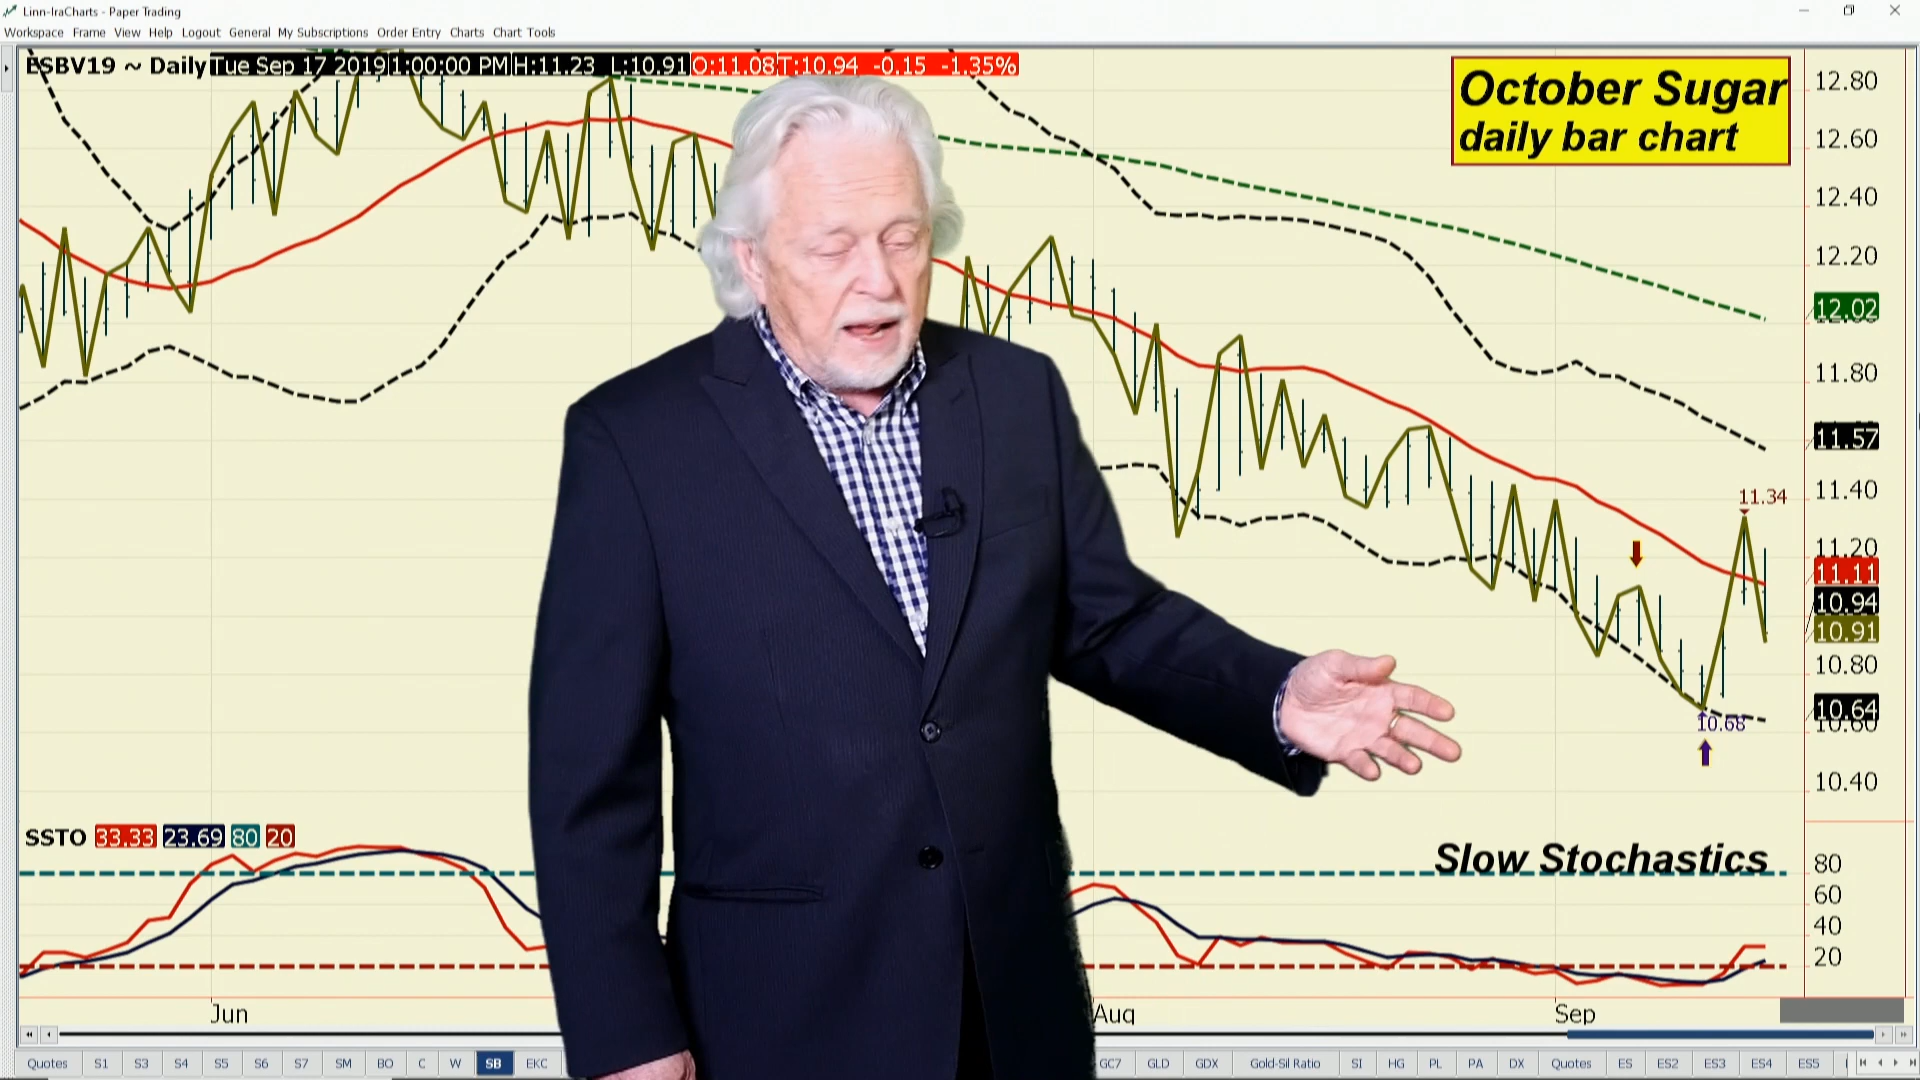 Linn-IraCharts - Paper Trading
Workspace Frame View Help Logout General My Subscriptions Order Entry Charts Chart Tools
ESBV19 ~ Daily Tue Sep 17 2019 1:00:00 PM H:11.23 L:10.91 O:11.08 T:10.94 -0.15 -1.35%
October Sugar
daily bar chart
12.80
12.60
12.40
12.20
12.02
11.80
11.57
11.40
11.34
11.20
11.11
10.94
10.91
10.80
10.64
10.60
10.68
10.40
SSTO 33.33 23.69 80 20
Slow Stochastics
80
60
40
20
Jun Aug Sep
Quotes S1 S3 S4 S5 S6 S7 SM BO C W SB EKC GC7 GLD GDX Gold-Sil Ratio SI HG PL PA DX Quotes ES ES2 ES3 ES4 ES5